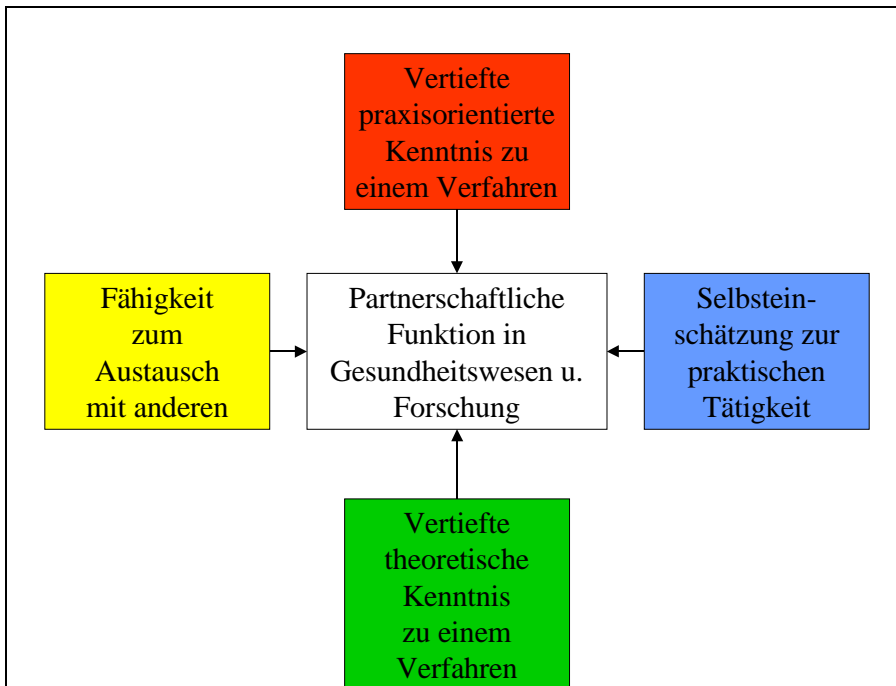 Vertiefte
praxisorientierte
Kenntnis zu
einem Verfahren
Fähigkeit
zum
Austausch
mit anderen
Partnerschaftliche
Funktion in
Gesundheitswesen u.
Forschung
Selbstein-
schätzung zur
praktischen
Tätigkeit
Vertiefte
theoretische
Kenntnis
zu einem
Verfahren